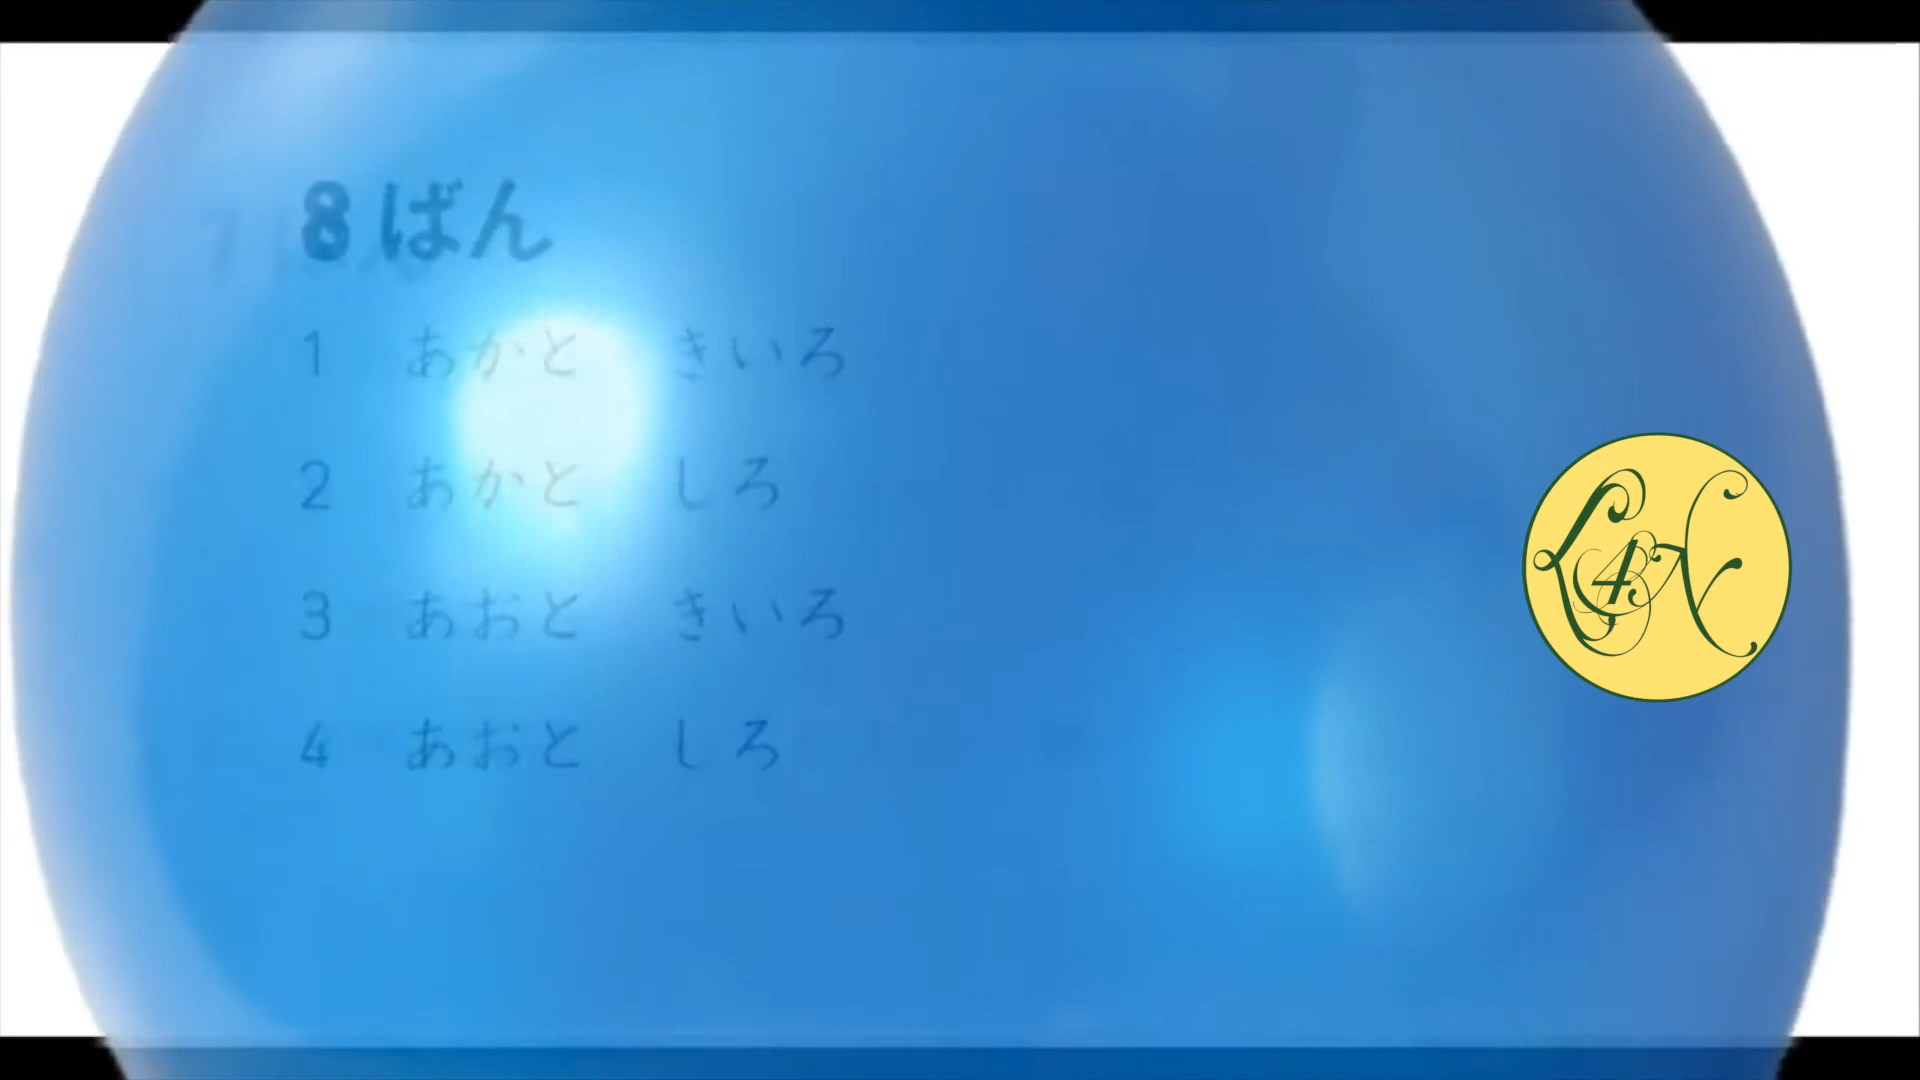 8 ばん
1 あかと きいろ
2 あかと しろ
3 あおと きいろ
4 あおと しろ